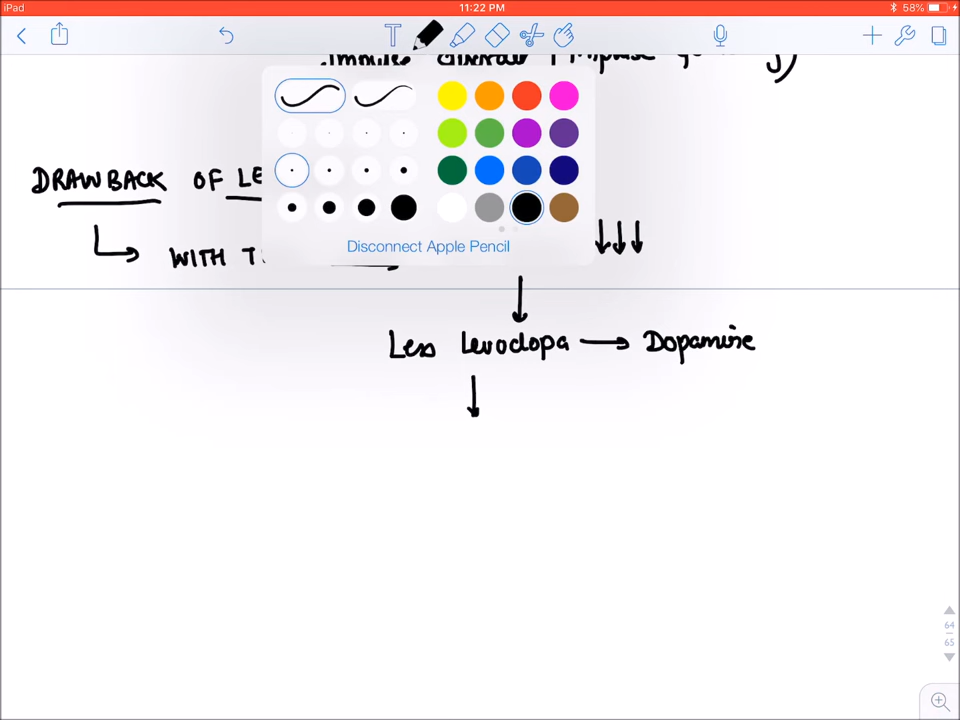 iPad 11:22 PM 58%
T
DRAWBACK OF LE
Disconnect Apple Pencil
WITH T
Less Levodopa → Dopamine
64
65